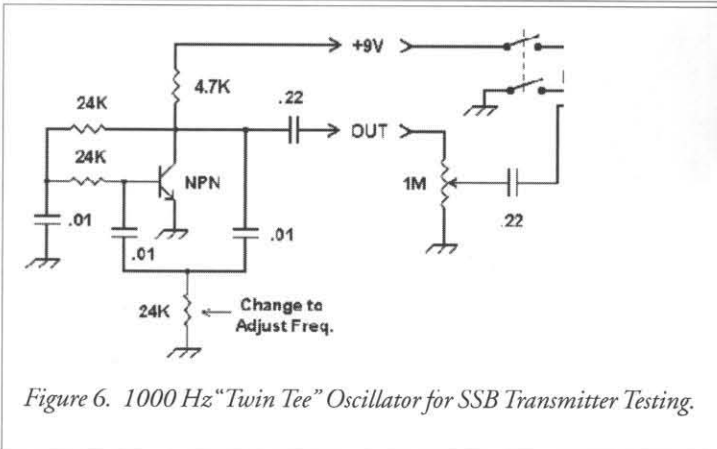 +9V
4.7K
24K
.22
OUT
24K
NPN
1M
.01
.01
.01
.22
24K
Change to
Adjust Freq.
Figure 6. 1000 Hz “Twin Tee” Oscillator for SSB Transmitter Testing.